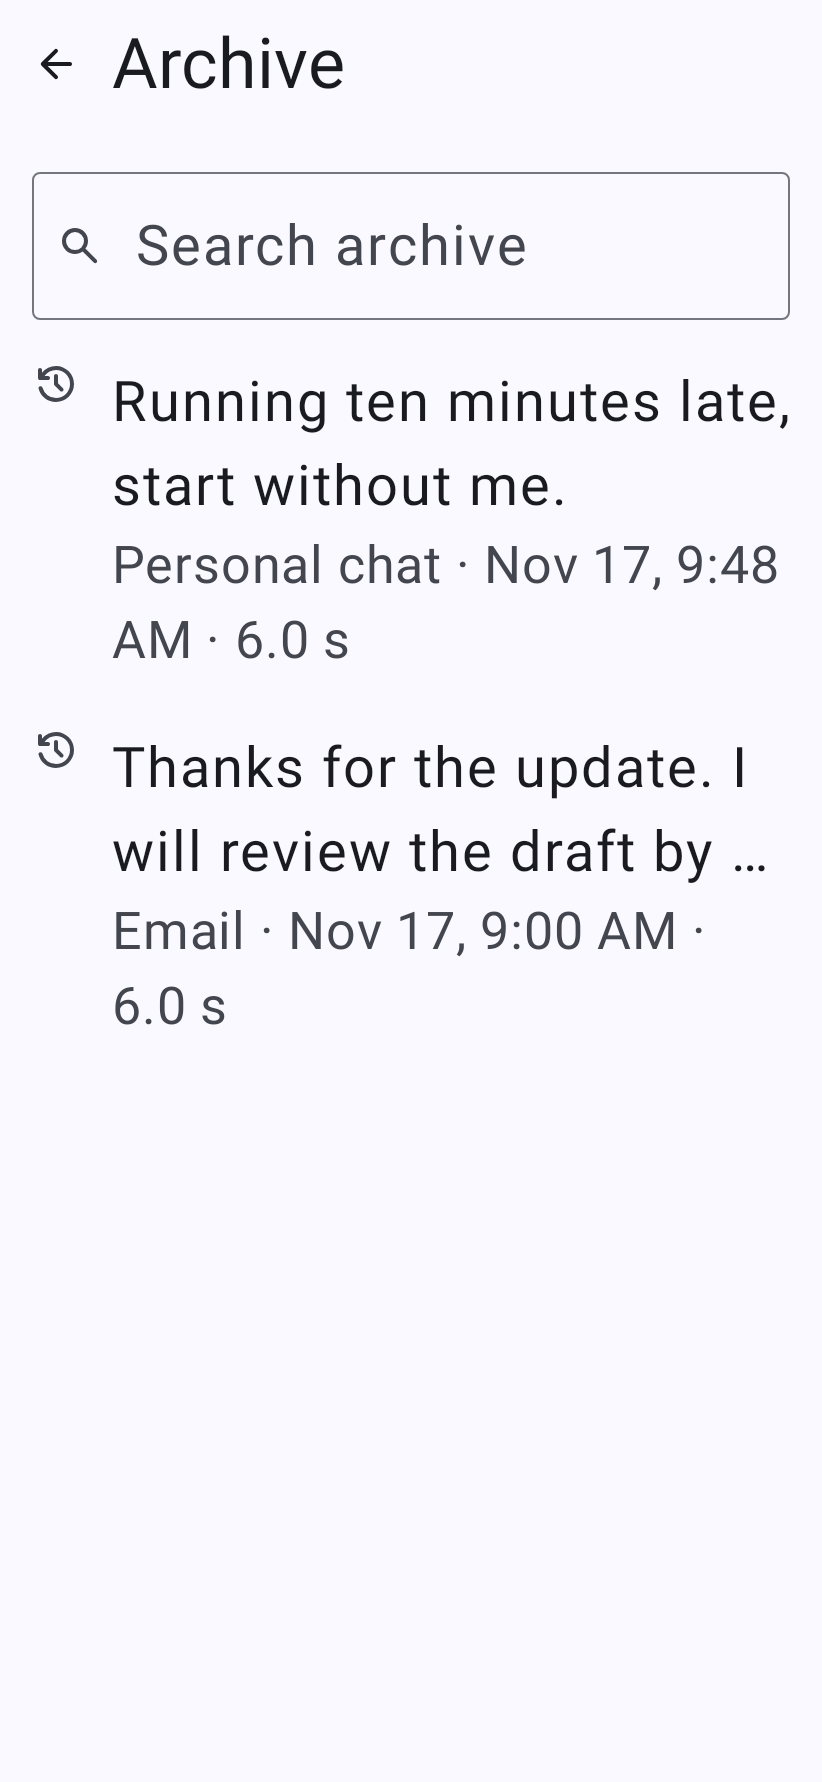 Archive
Search archive
Running ten minutes late,
start without me.
Personal chat · Nov 17, 9:48
AM · 6.0 s
Thanks for the update. I
will review the draft by …
Email · Nov 17, 9:00 AM ·
6.0 s